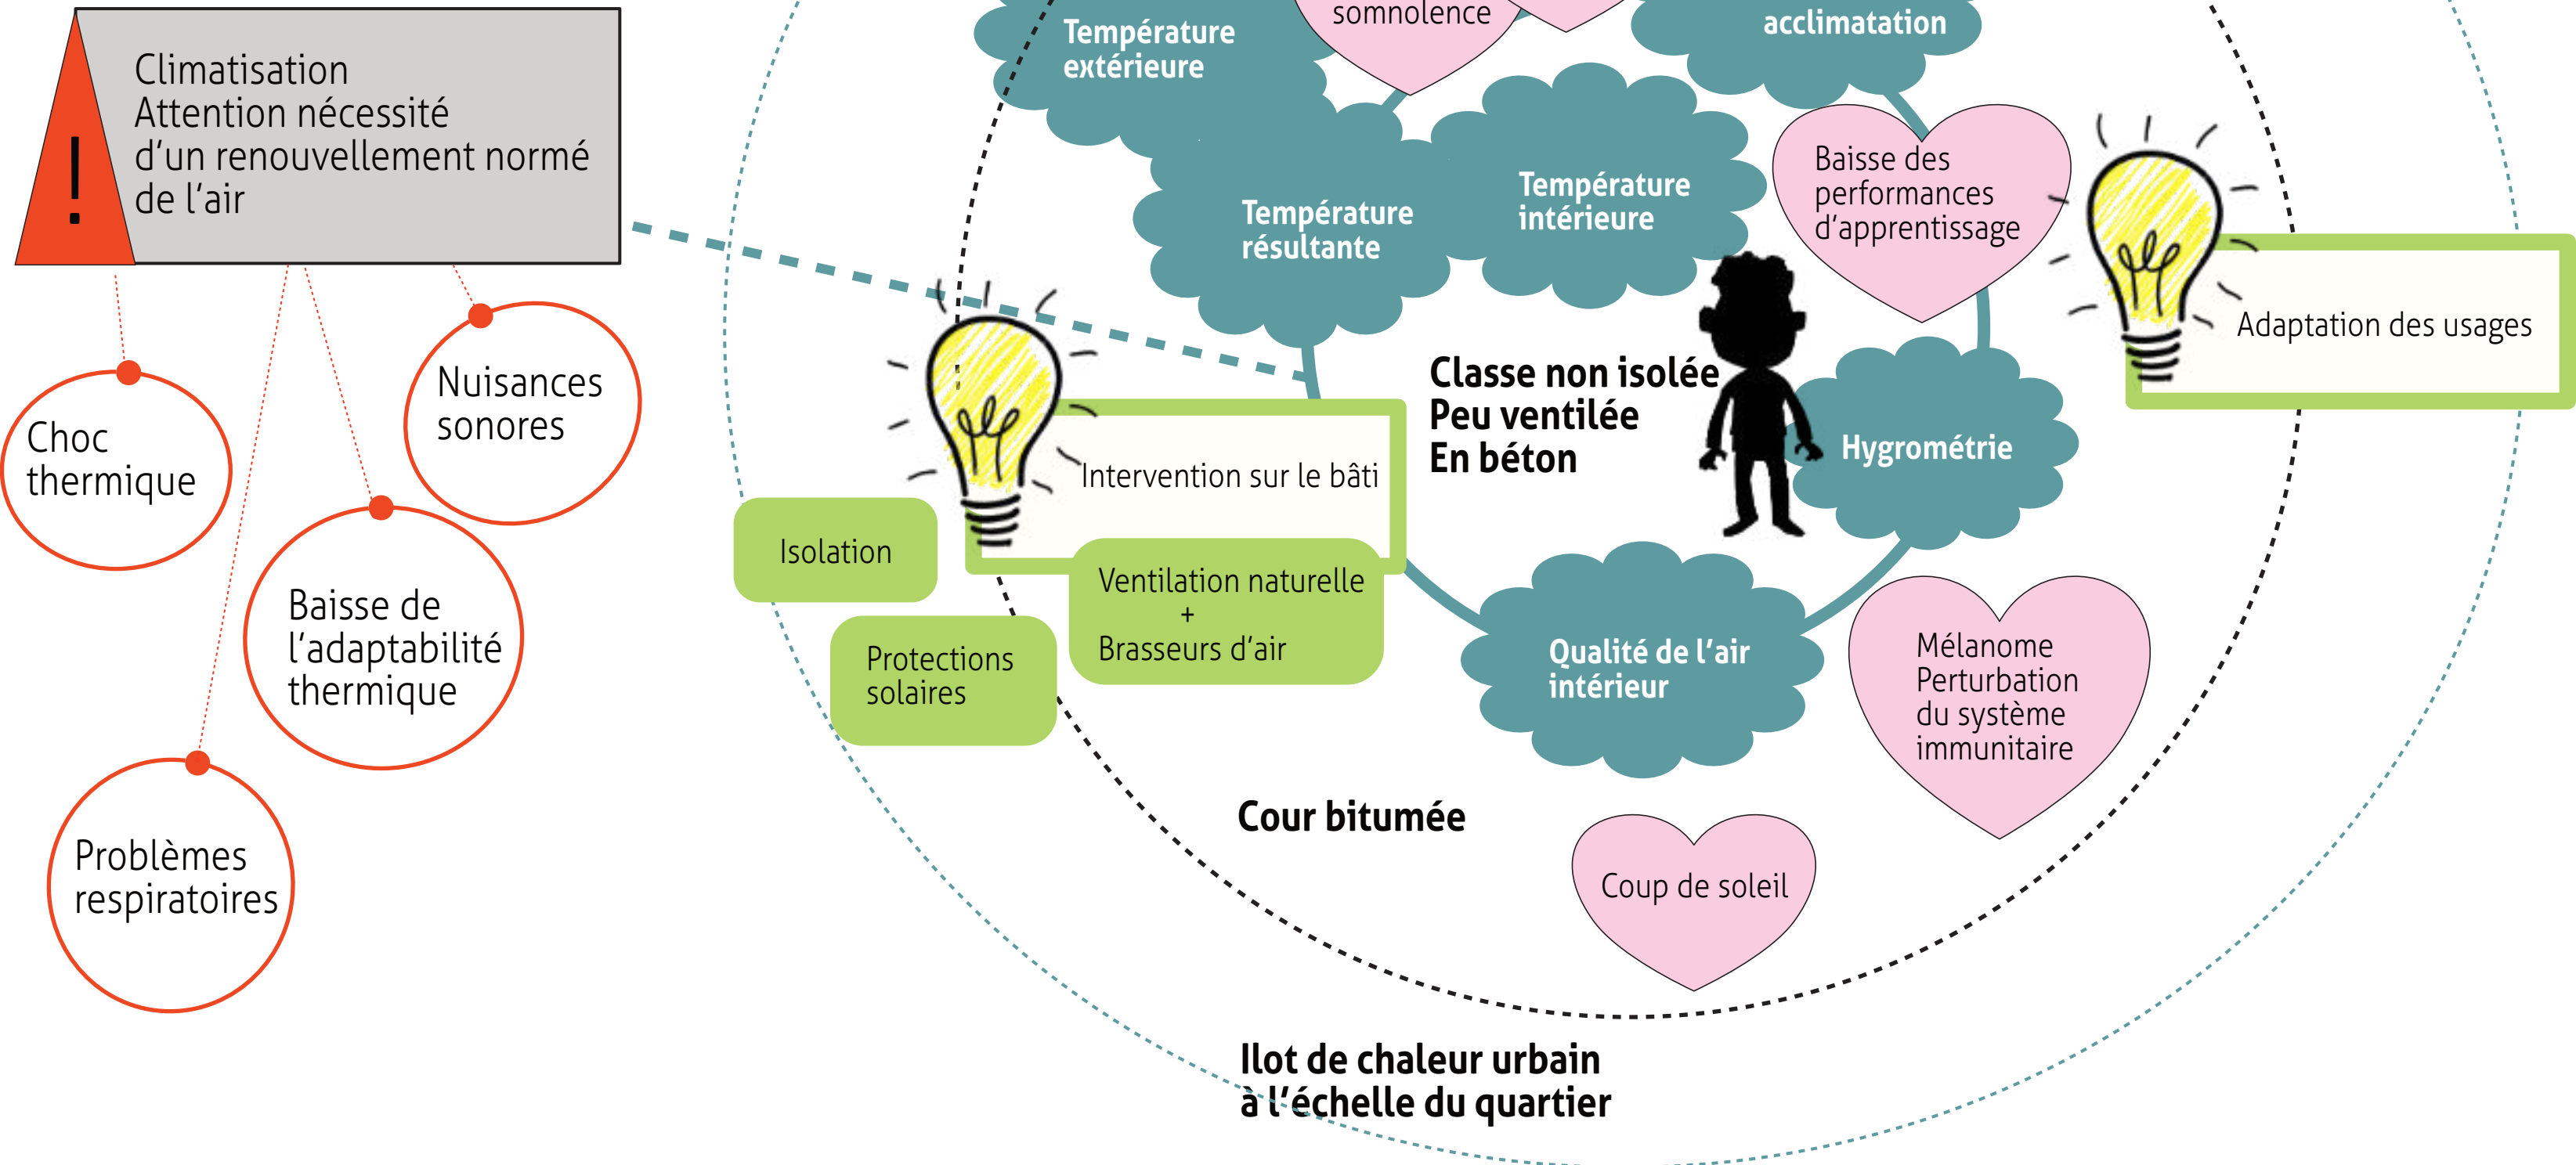 !
Climatisation
Attention nécessité
d'un renouvellement normé
de l'air
Choc
thermique
Nuisances
sonores
Baisse de
l'adaptabilité
thermique
Problèmes
respiratoires
Température
extérieure
somnolence
acclimatation
Température
résultante
Température
intérieure
Baisse des
performances
d'apprentissage
Adaptation des usages
Classe non isolée
Peu ventilée
En béton
Hygrométrie
Intervention sur le bâti
Isolation
Ventilation naturelle
+
Brasseurs d'air
Protections
solaires
Qualité de l'air
intérieur
Mélanome
Perturbation
du système
immunitaire
Cour bitumée
Coup de soleil
Ilot de chaleur urbain
à l'échelle du quartier